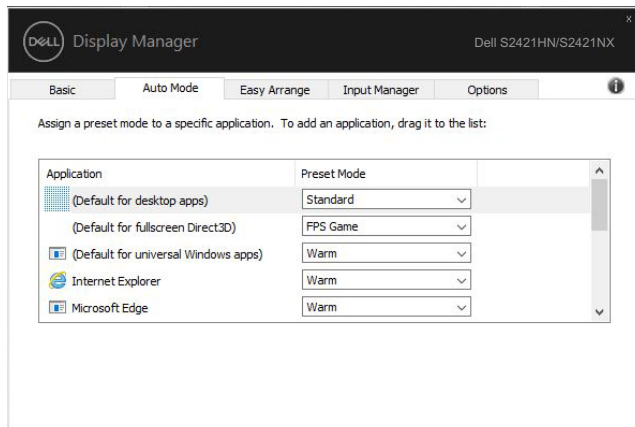 x
DELL Display Manager Dell S2421HN/S2421NX
Basic Auto Mode Easy Arrange Input Manager Options i
Assign a preset mode to a specific application. To add an application, drag it to the list:
Application Preset Mode
(Default for desktop apps) Standard
(Default for fullscreen Direct3D) FPS Game
(Default for universal Windows apps) Warm
Internet Explorer Warm
Microsoft Edge Warm